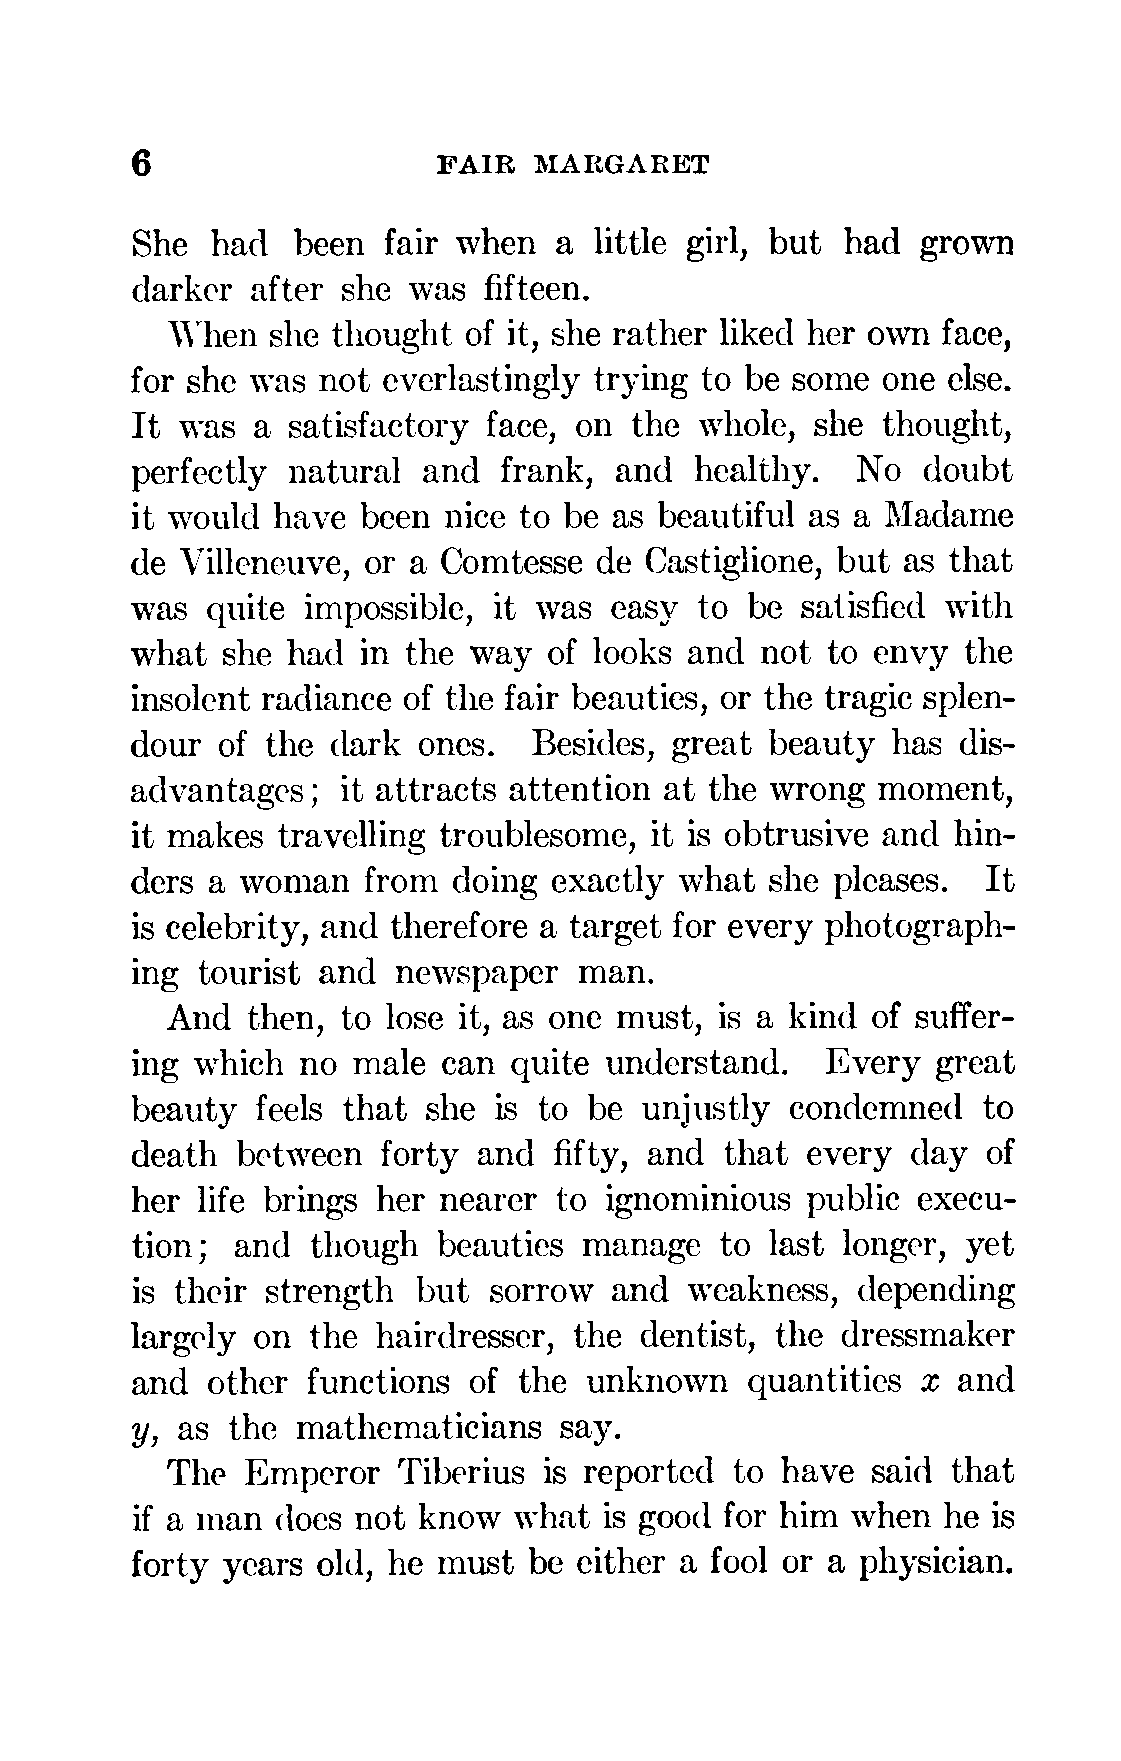 6 FAIR MARGARET
She had been fair when a little girl, but had grown
darker after she was fifteen.
When she thought of it, she rather liked her own face,
for she was not everlastingly trying to be some one else.
It was a satisfactory face, on the whole, she thought,
perfectly natural and frank, and healthy. No doubt
it would have been nice to be as beautiful as a Madame
de Villeneuve, or a Comtesse de Castiglione, but as that
was quite impossible, it was easy to be satisfied with
what she had in the way of looks and not to envy the
insolent radiance of the fair beauties, or the tragic splen-
dour of the dark ones. Besides, great beauty has dis-
advantages; it attracts attention at the wrong moment,
it makes travelling troublesome, it is obtrusive and hin-
ders a woman from doing exactly what she pleases. It
is celebrity, and therefore a target for every photograph-
ing tourist and newspaper man.
And then, to lose it, as one must, is a kind of suffer-
ing which no male can quite understand. Every great
beauty feels that she is to be unjustly condemned to
death between forty and fifty, and that every day of
her life brings her nearer to ignominious public execu-
tion; and though beauties manage to last longer, yet
is their strength but sorrow and weakness, depending
largely on the hairdresser, the dentist, the dressmaker
and other functions of the unknown quantities x and
y, as the mathematicians say.
The Emperor Tiberius is reported to have said that
if a man does not know what is good for him when he is
forty years old, he must be either a fool or a physician.